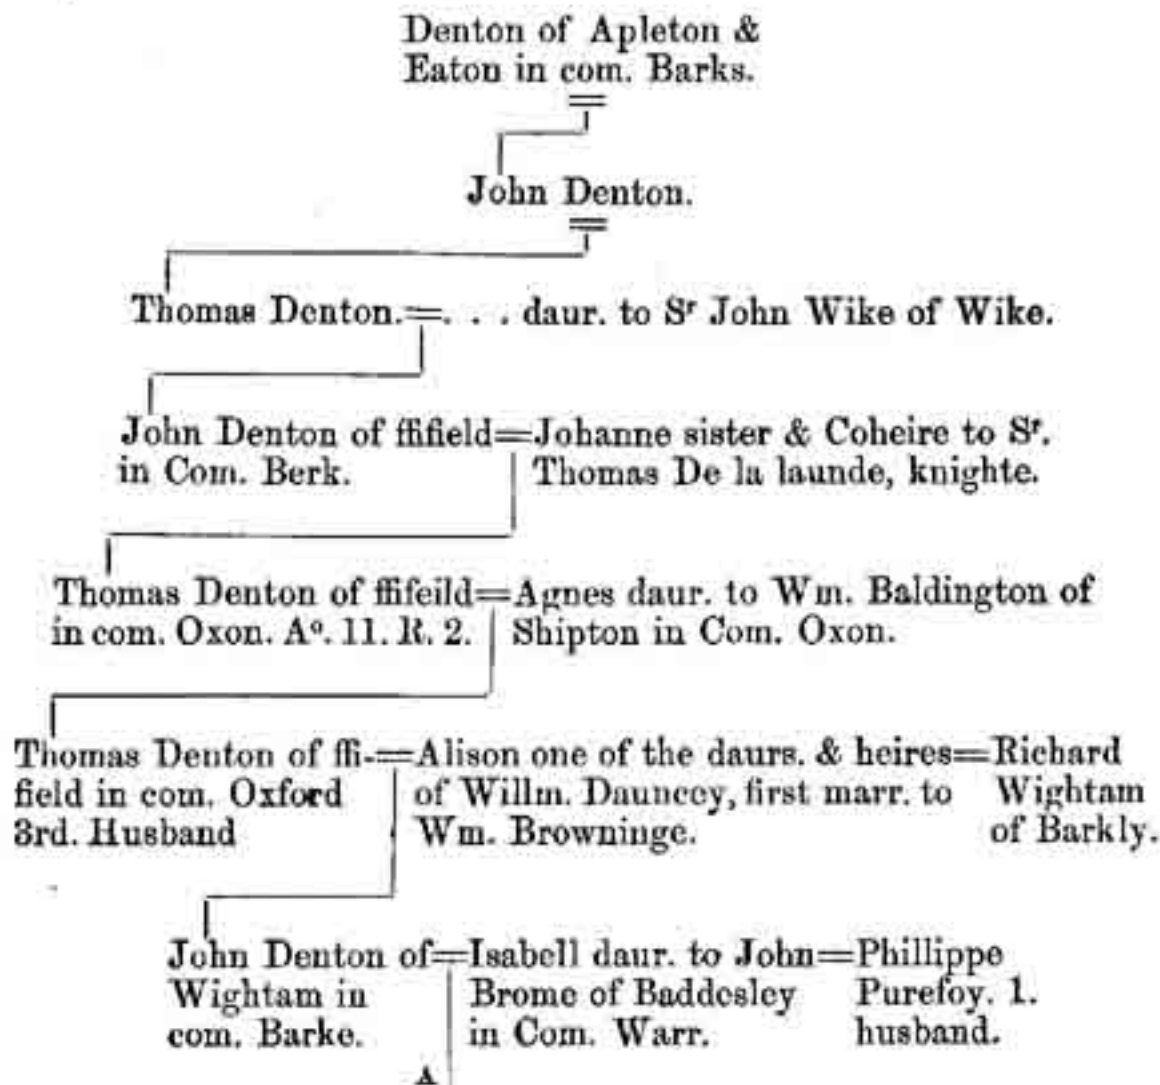 Denton of Apleton &
Eaton in com. Barks.
John Denton.
Thomas Denton.=. . . daur. to Sr John Wike of Wike.
John Denton of ffifield=Johanne sister & Coheire to Sr.
in Com. Berk. Thomas De la launde, knighte.
Thomas Denton of ffifeild=Agnes daur. to Wm. Baldington of
in com. Oxon. Ao. 11. R. 2. Shipton in Com. Oxon.
Thomas Denton of ffi-=Alison one of the daurs. & heires=Richard
field in com. Oxford of Willm. Dauncey, first marr. to Wightam
3rd. Husband Wm. Browninge. of Barkly.
John Denton of=Isabell daur. to John=Phillippe
Wightam in Brome of Baddesley Purefoy. 1.
com. Barke. in Com. Warr. husband.
A